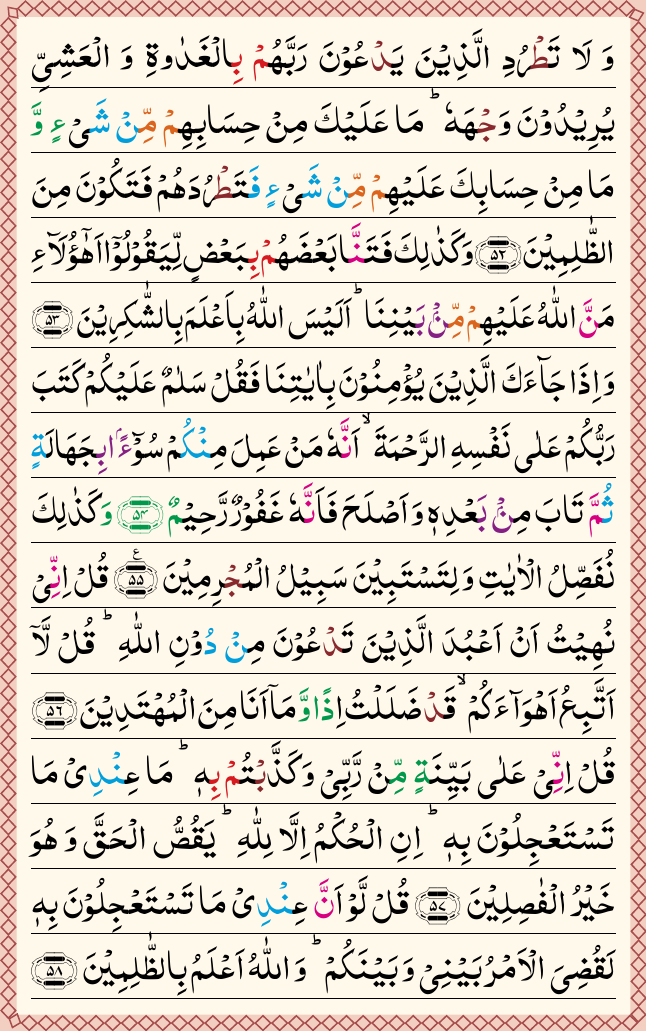 وَ لَا تَطْرُدِ الَّذِيْنَ يَدْعُوْنَ رَبَّهُمْ بِالْغَدٰوةِ وَ الْعَشِيِّ
يُرِيْدُوْنَ وَجْهَهٗ ؕ مَا عَلَيْكَ مِنْ حِسَابِهِمْ مِّنْ شَیْءٍ وَّ
مَا مِنْ حِسَابِكَ عَلَيْهِمْ مِّنْ شَیْءٍ فَتَطْرُدَهُمْ فَتَكُوْنَ مِنَ
الظّٰلِمِيْنَ ۝۵۲ وَكَذٰلِكَ فَتَنَّا بَعْضَهُمْ بِبَعْضٍ لِّيَقُوْلُوْۤا اَهٰۤؤُلَآءِ
مَنَّ اللّٰهُ عَلَيْهِمْ مِّنْۢ بَيْنِنَا ؕ اَلَيْسَ اللّٰهُ بِاَعْلَمَ بِالشّٰكِرِيْنَ ۝۵۳
وَاِذَا جَآءَكَ الَّذِيْنَ يُؤْمِنُوْنَ بِاٰيٰتِنَا فَقُلْ سَلٰمٌ عَلَيْكُمْ كَتَبَ
رَبُّكُمْ عَلٰى نَفْسِهِ الرَّحْمَةَ ۙ اَنَّهٗ مَنْ عَمِلَ مِنْكُمْ سُوْٓءًۢا بِجَهَالَةٍ
ثُمَّ تَابَ مِنْۢ بَعْدِهٖ وَ اَصْلَحَ فَاَنَّهٗ غَفُوْرٌ رَّحِيْمٌ ۝۵۴ وَكَذٰلِكَ
نُفَصِّلُ الْاٰيٰتِ وَلِتَسْتَبِيْنَ سَبِيْلُ الْمُجْرِمِيْنَ ۝۵۵ ع قُلْ اِنِّیْ
نُهِيْتُ اَنْ اَعْبُدَ الَّذِيْنَ تَدْعُوْنَ مِنْ دُوْنِ اللّٰهِ ؕ قُلْ لَّاۤ
اَتَّبِعُ اَهْوَآءَكُمْ ۙ قَدْ ضَلَلْتُ اِذًا وَّ مَاۤ اَنَا مِنَ الْمُهْتَدِيْنَ ۝۵۶
قُلْ اِنِّیْ عَلٰى بَيِّنَةٍ مِّنْ رَّبِّیْ وَكَذَّبْتُمْ بِهٖ ؕ مَا عِنْدِیْ مَا
تَسْتَعْجِلُوْنَ بِهٖ ؕ اِنِ الْحُكْمُ اِلَّا لِلّٰهِ ؕ يَقُصُّ الْحَقَّ وَ هُوَ
خَيْرُ الْفٰصِلِيْنَ ۝۵۷ قُلْ لَّوْ اَنَّ عِنْدِیْ مَا تَسْتَعْجِلُوْنَ بِهٖ
لَقُضِیَ الْاَمْرُ بَيْنِیْ وَ بَيْنَكُمْ ؕ وَ اللّٰهُ اَعْلَمُ بِالظّٰلِمِيْنَ ۝۵۸